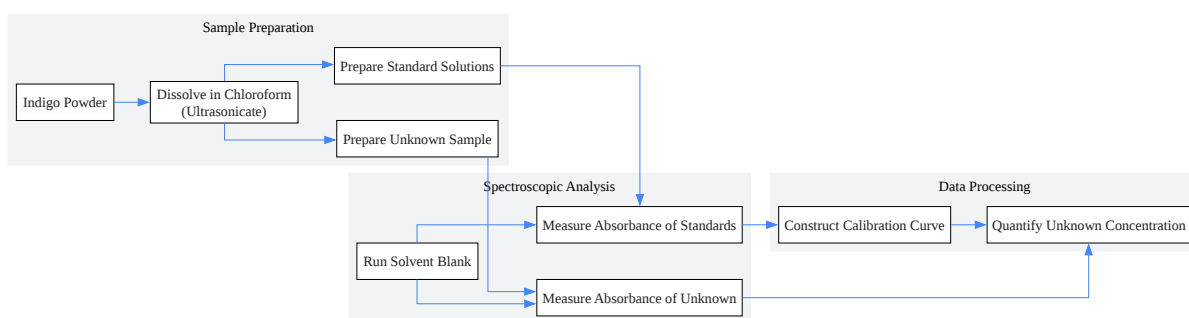 Sample Preparation
Indigo Powder
Dissolve in Chloroform
(Ultrasonicate)
Prepare Standard Solutions
Prepare Unknown Sample
Spectroscopic Analysis
Run Solvent Blank
Measure Absorbance of Standards
Measure Absorbance of Unknown
Data Processing
Construct Calibration Curve
Quantify Unknown Concentration